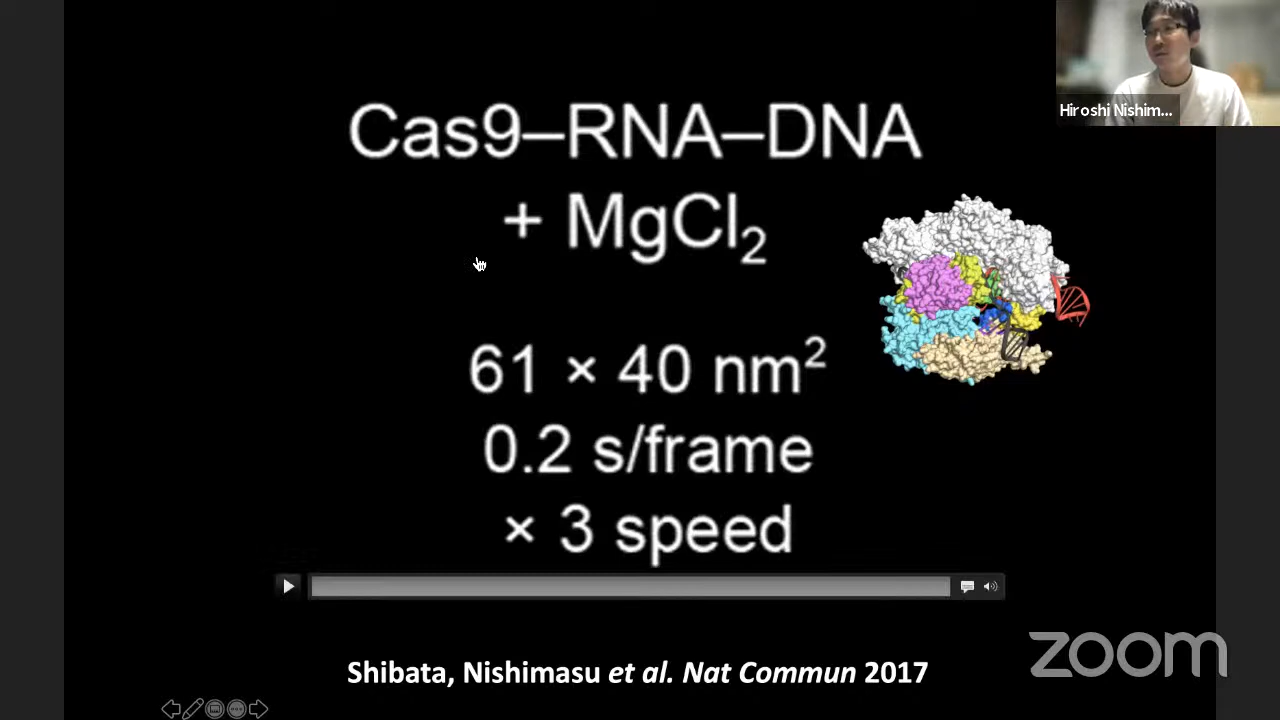 Cas9–RNA–DNA
+ MgCl₂
61 × 40 nm²
0.2 s/frame
× 3 speed
Shibata, Nishimasu et al. Nat Commun 2017
Hiroshi Nishim...
zoom